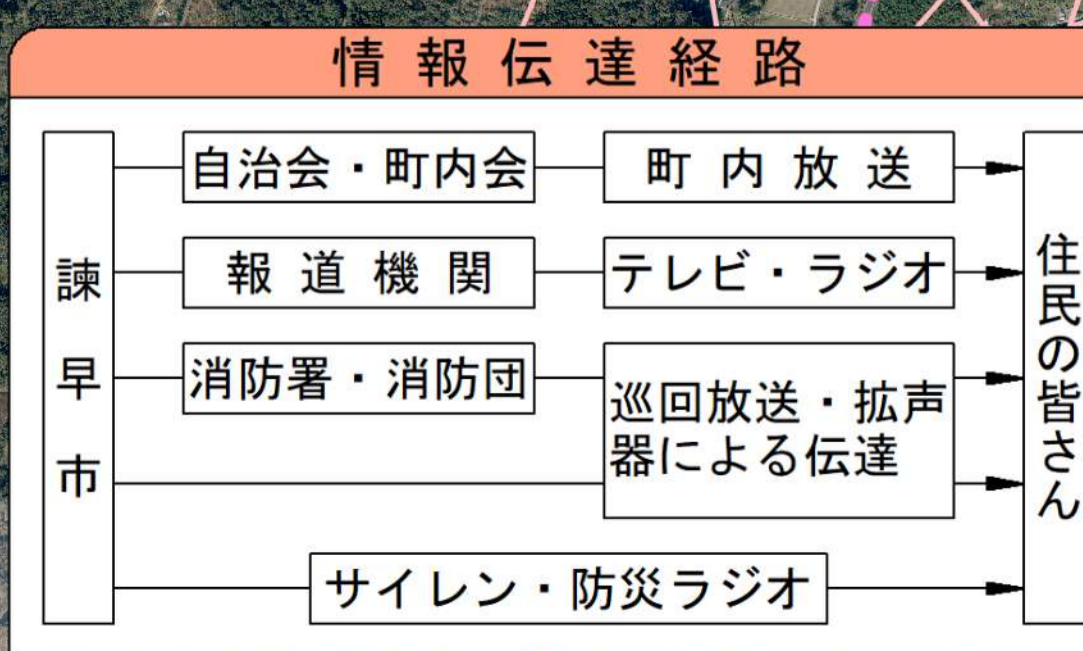 情報伝達経路
諫早市
自治会・町内会
町内放送
報道機関
テレビ・ラジオ
消防署・消防団
巡回放送・拡声
器による伝達
サイレン・防災ラジオ
住民の皆さん